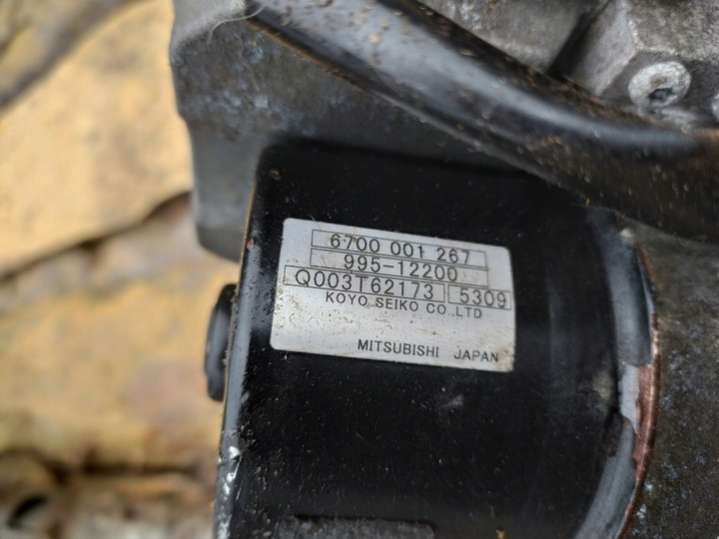 6700 001 267
995-12200
Q003T62173 5309
KOYO SEIKO CO.,LTD
MITSUBISHI JAPAN